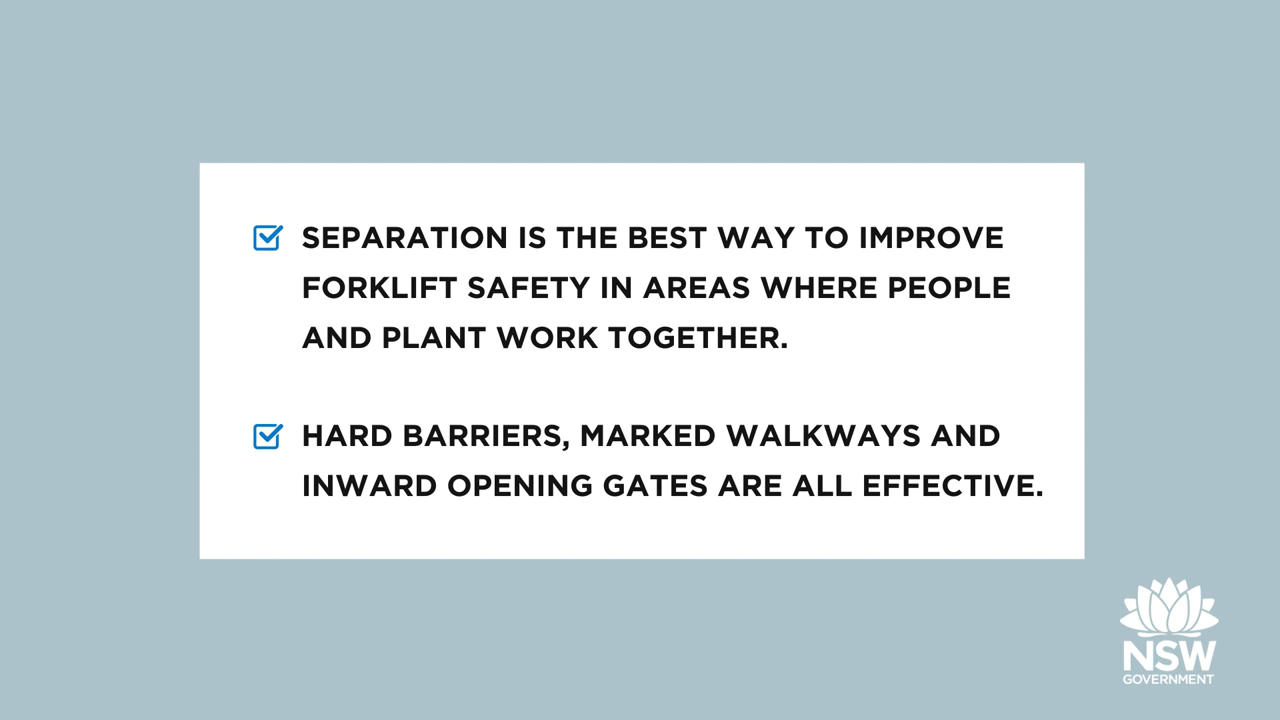 SEPARATION IS THE BEST WAY TO IMPROVE
FORKLIFT SAFETY IN AREAS WHERE PEOPLE
AND PLANT WORK TOGETHER.
HARD BARRIERS, MARKED WALKWAYS AND
INWARD OPENING GATES ARE ALL EFFECTIVE.
NSW
GOVERNMENT